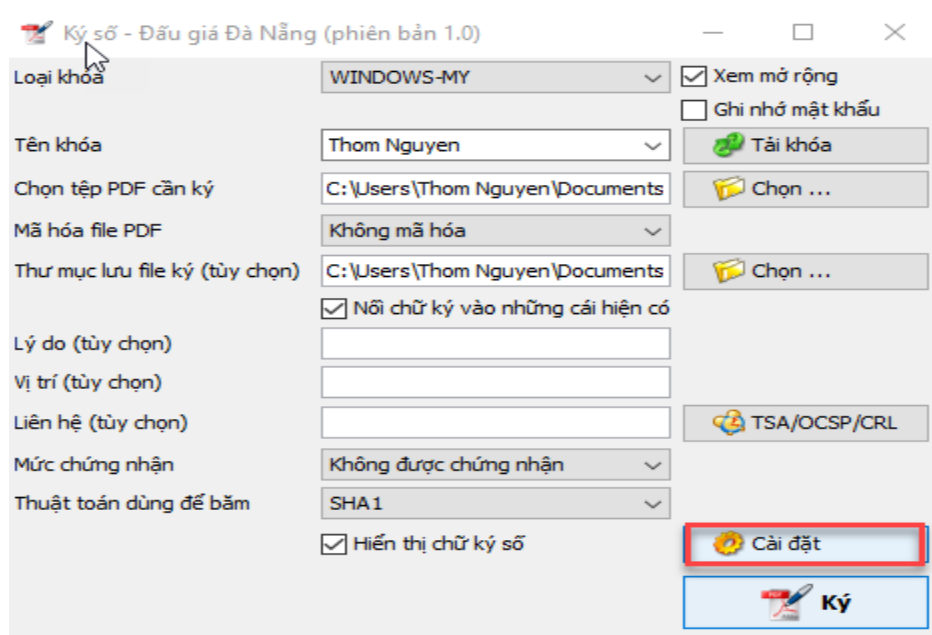 Ký số - Đấu giá Đà Nẵng (phiên bản 1.0)
Loại khóa WINDOWS-MY Xem mở rộng
Ghi nhớ mật khẩu
Tên khóa Thom Nguyen Tải khóa
Chọn tệp PDF cần ký C:\Users\Thom Nguyen\Documents Chọn ...
Mã hóa file PDF Không mã hóa
Thư mục lưu file ký (tùy chọn) C:\Users\Thom Nguyen\Documents Chọn ...
Nối chữ ký vào những cái hiện có
Lý do (tùy chọn)
Vị trí (tùy chọn)
Liên hệ (tùy chọn) TSA/OCSP/CRL
Mức chứng nhận Không được chứng nhận
Thuật toán dùng để băm SHA1
Hiển thị chữ ký số Cài đặt
Ký